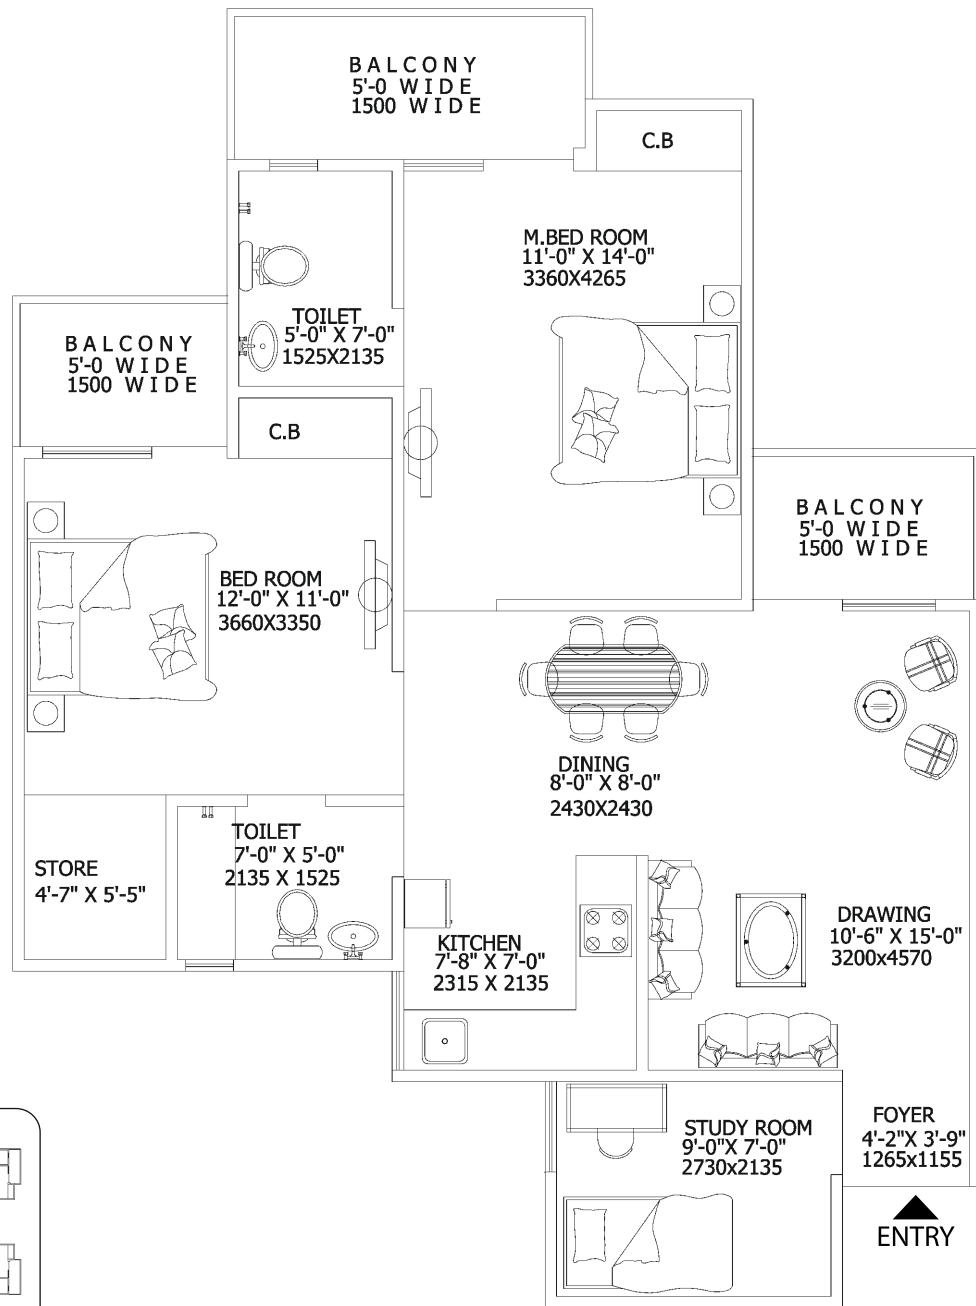 BALCONY
5'-0 WIDE
1500 WIDE
C.B
M.BED ROOM
11'-0" X 14'-0"
3360X4265
TOILET
5'-0" X 7'-0"
1525X2135
BALCONY
5'-0 WIDE
1500 WIDE
C.B
BALCONY
5'-0 WIDE
1500 WIDE
BED ROOM
12'-0" X 11'-0"
3660X3350
DINING
8'-0" X 8'-0"
2430X2430
TOILET
7'-0" X 5'-0"
2135 X 1525
STORE
4'-7" X 5'-5"
KITCHEN
7'-8" X 7'-0"
2315 X 2135
DRAWING
10'-6" X 15'-0"
3200x4570
STUDY ROOM
9'-0"X 7'-0"
2730x2135
FOYER
4'-2"X 3'-9"
1265x1155
ENTRY